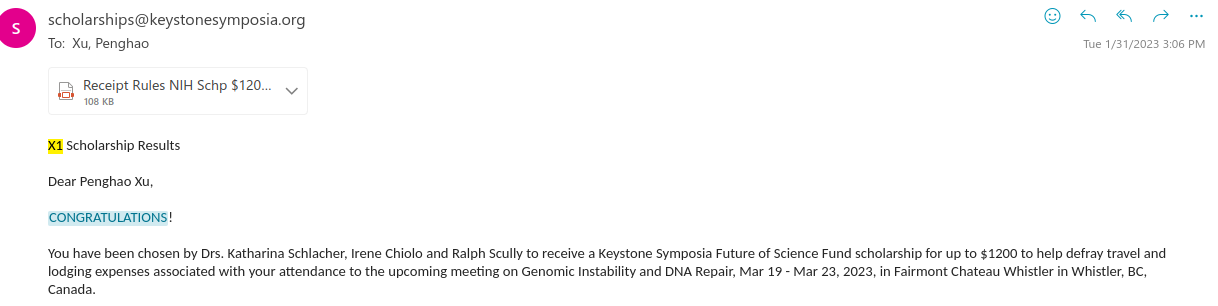 S
scholarships@keystonesymposia.org
To: Xu, Penghao
Tue 1/31/2023 3:06 PM
Receipt Rules NIH Schp $120...
108 KB
X1 Scholarship Results
Dear Penghao Xu,
CONGRATULATIONS!
You have been chosen by Drs. Katharina Schlacher, Irene Chiolo and Ralph Scully to receive a Keystone Symposia Future of Science Fund scholarship for up to $1200 to help defray travel and
lodging expenses associated with your attendance to the upcoming meeting on Genomic Instability and DNA Repair, Mar 19 - Mar 23, 2023, in Fairmont Chateau Whistler in Whistler, BC,
Canada.